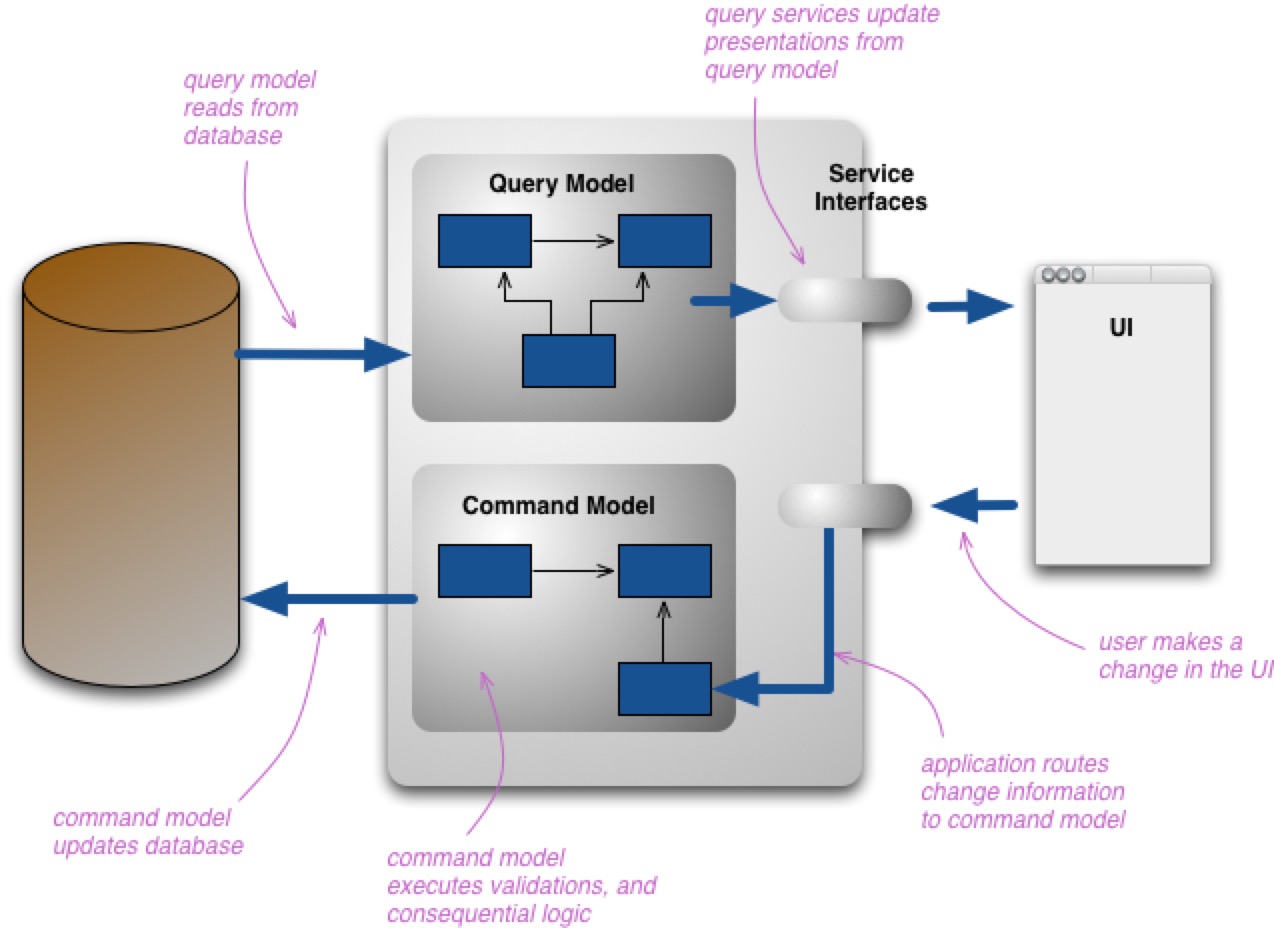 query services update
presentations from
query model
query model
reads from
database
Service
Interfaces
Query Model
UI
Command Model
user makes a
change in the UI
application routes
change information
to command model
command model
updates database
command model
executes validations, and
consequential logic